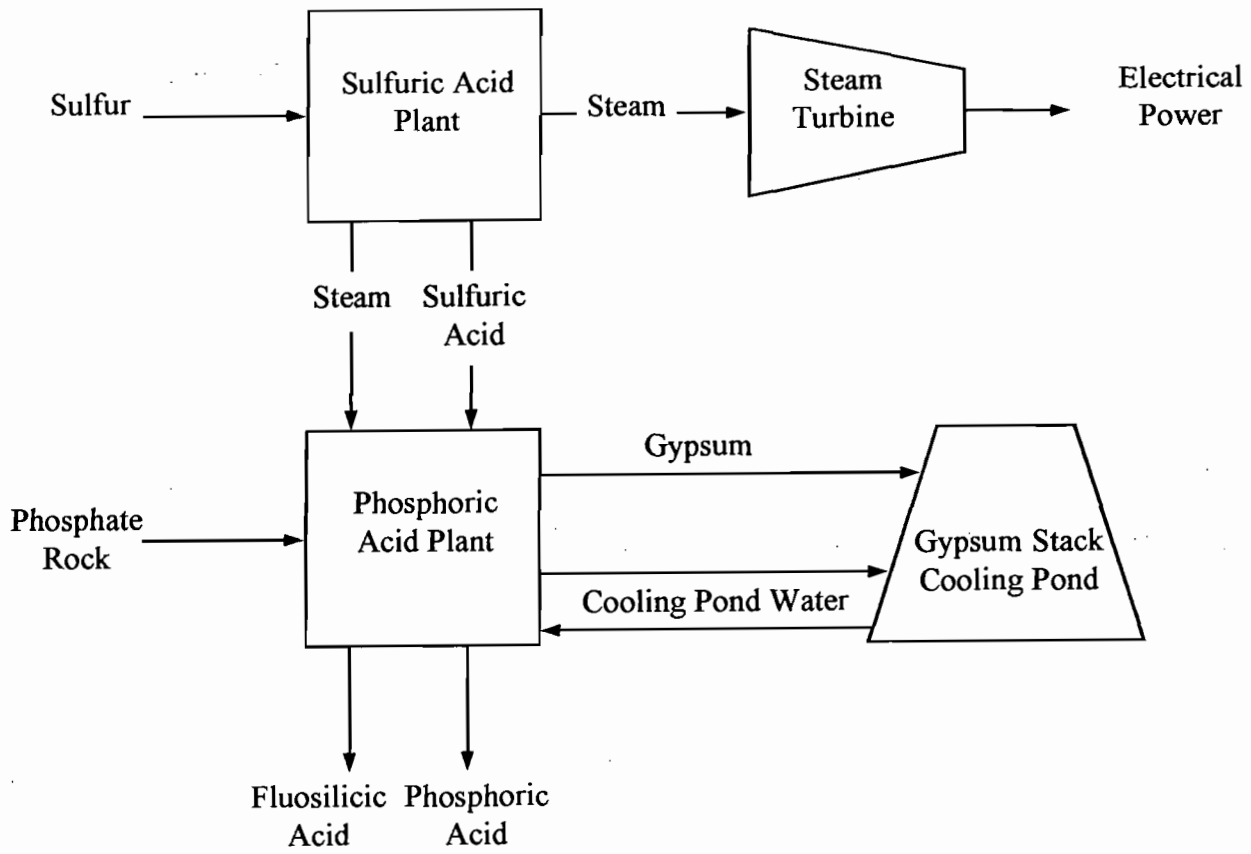 Sulfur
Sulfuric Acid
Plant
Steam
Steam
Turbine
Electrical
Power
Steam
Sulfuric
Acid
Phosphate
Rock
Phosphoric
Acid Plant
Gypsum
Cooling Pond Water
Gypsum Stack
Cooling Pond
Fluosilicic
Acid
Phosphoric
Acid